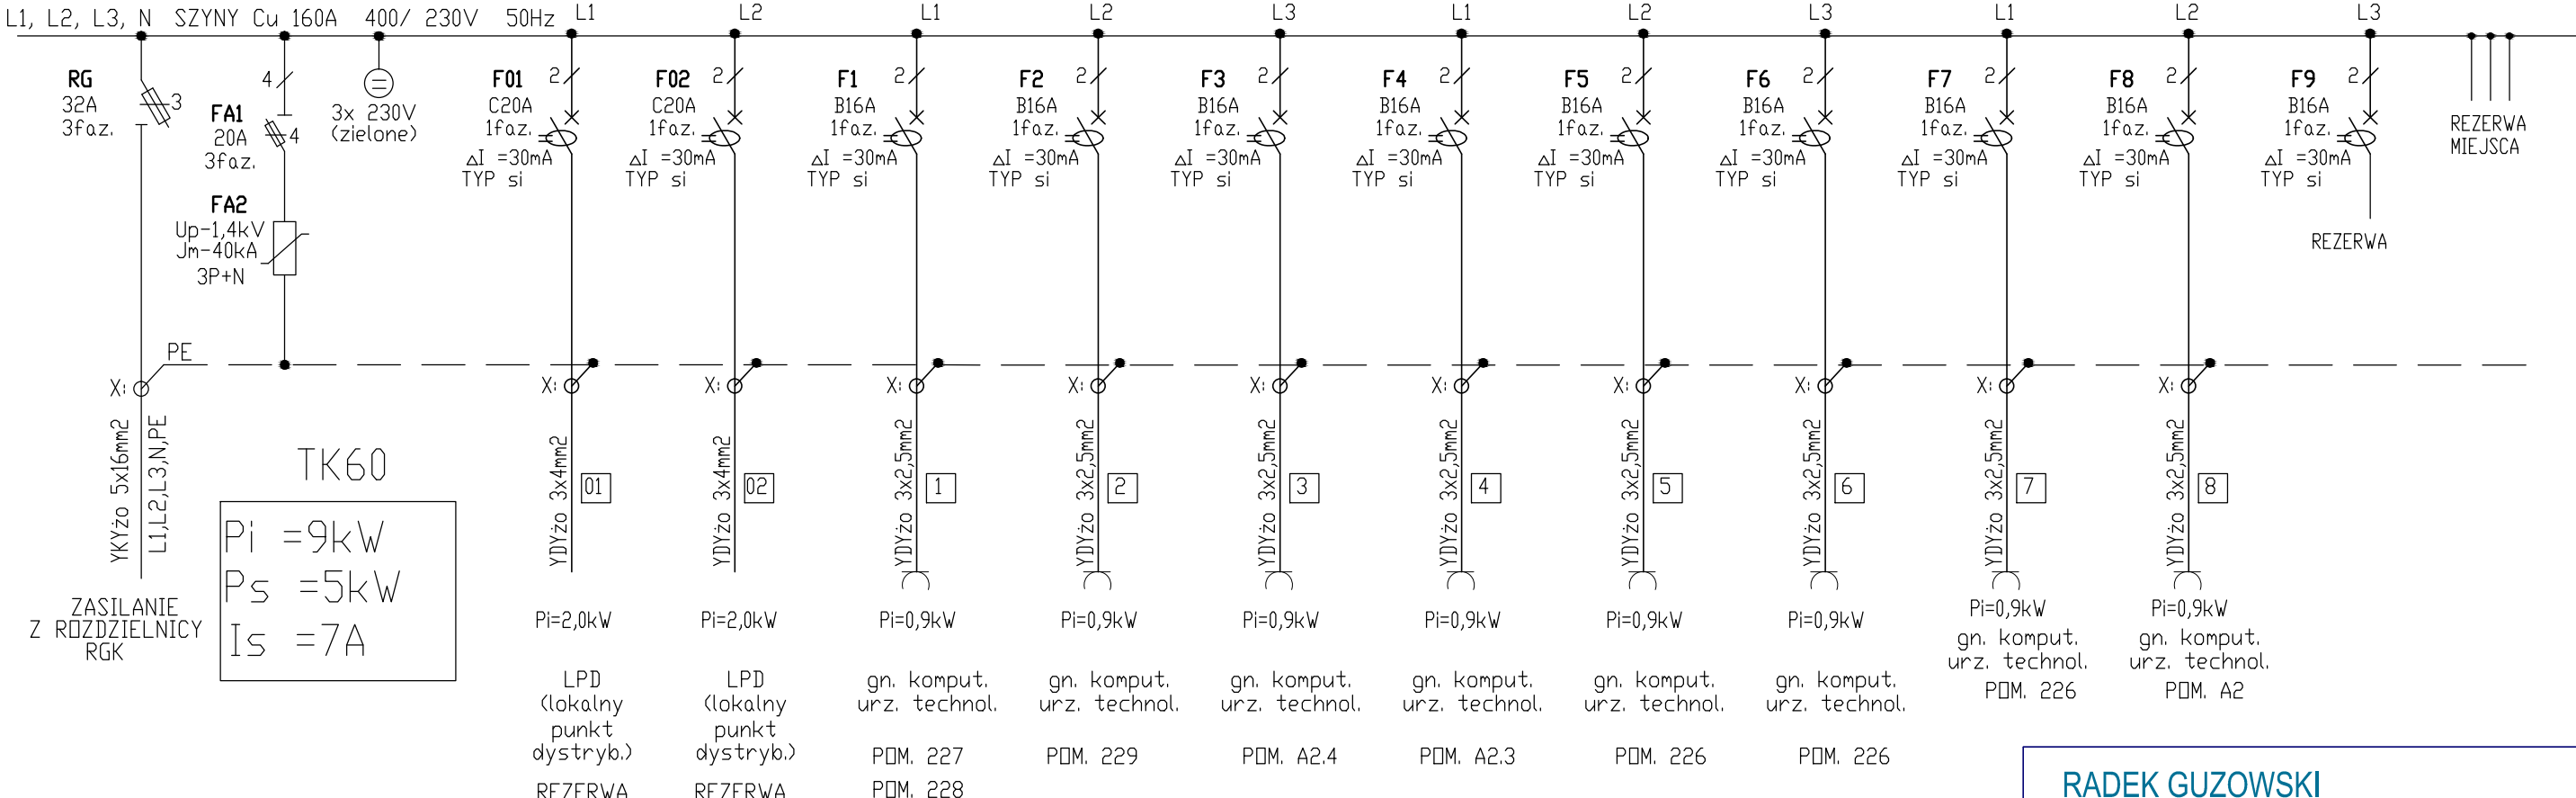 L1, L2, L3, N SZYNY Cu 160A 400/ 230V 50Hz
L1 L2 L1 L2 L3 L1 L2 L3 L1 L2 L3
RG
32A
3faz.
3
4
FA1
20A
3faz.
4
FA2
Up-1,4kV
Jm-40kA
3P+N
3x 230V
(zielone)
F01
2
C20A
1faz.
△I =30mA
TYP si
F02
2
C20A
1faz.
△I =30mA
TYP si
F1
2
B16A
1faz.
△I =30mA
TYP si
F2
2
B16A
1faz.
△I =30mA
TYP si
F3
2
B16A
1faz.
△I =30mA
TYP si
F4
2
B16A
1faz.
△I =30mA
TYP si
F5
2
B16A
1faz.
△I =30mA
TYP si
F6
2
B16A
1faz.
△I =30mA
TYP si
F7
2
B16A
1faz.
△I =30mA
TYP si
F8
2
B16A
1faz.
△I =30mA
TYP si
F9
2
B16A
1faz.
△I =30mA
TYP si
REZERWA
REZERWA
MIEJSCA
PE
X:
YKYżo 5x16mm2
L1,L2,L3,N,PE
ZASILANIE
Z ROZDZIELNICY
RGK
TK60
Pi =9kW
Ps =5kW
Is =7A
X:
YDYżo 3x4mm2
01
Pi=2,0kW
LPD
(lokalny
punkt
dystryb.)
REZERWA
X:
YDYżo 3x4mm2
02
Pi=2,0kW
LPD
(lokalny
punkt
dystryb.)
REZERWA
X:
YDYżo 3x2,5mm2
1
Pi=0,9kW
gn. komput.
urz. technol.
POM. 227
POM. 228
X:
YDYżo 3x2,5mm2
2
Pi=0,9kW
gn. komput.
urz. technol.
POM. 229
X:
YDYżo 3x2,5mm2
3
Pi=0,9kW
gn. komput.
urz. technol.
POM. A2.4
X:
YDYżo 3x2,5mm2
4
Pi=0,9kW
gn. komput.
urz. technol.
POM. A2.3
X:
YDYżo 3x2,5mm2
5
Pi=0,9kW
gn. komput.
urz. technol.
POM. 226
X:
YDYżo 3x2,5mm2
6
Pi=0,9kW
gn. komput.
urz. technol.
POM. 226
X:
YDYżo 3x2,5mm2
7
Pi=0,9kW
gn. komput.
urz. technol.
POM. 226
X:
YDYżo 3x2,5mm2
8
Pi=0,9kW
gn. komput.
urz. technol.
POM. A2
RADEK GUZOWSKI